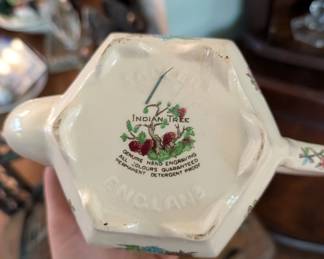 INDIAN TREE
GENUINE HAND ENGRAVING
ALL COLOURS GUARANTEED
PERMANENT DETERGENT PROOF
ENGLAND